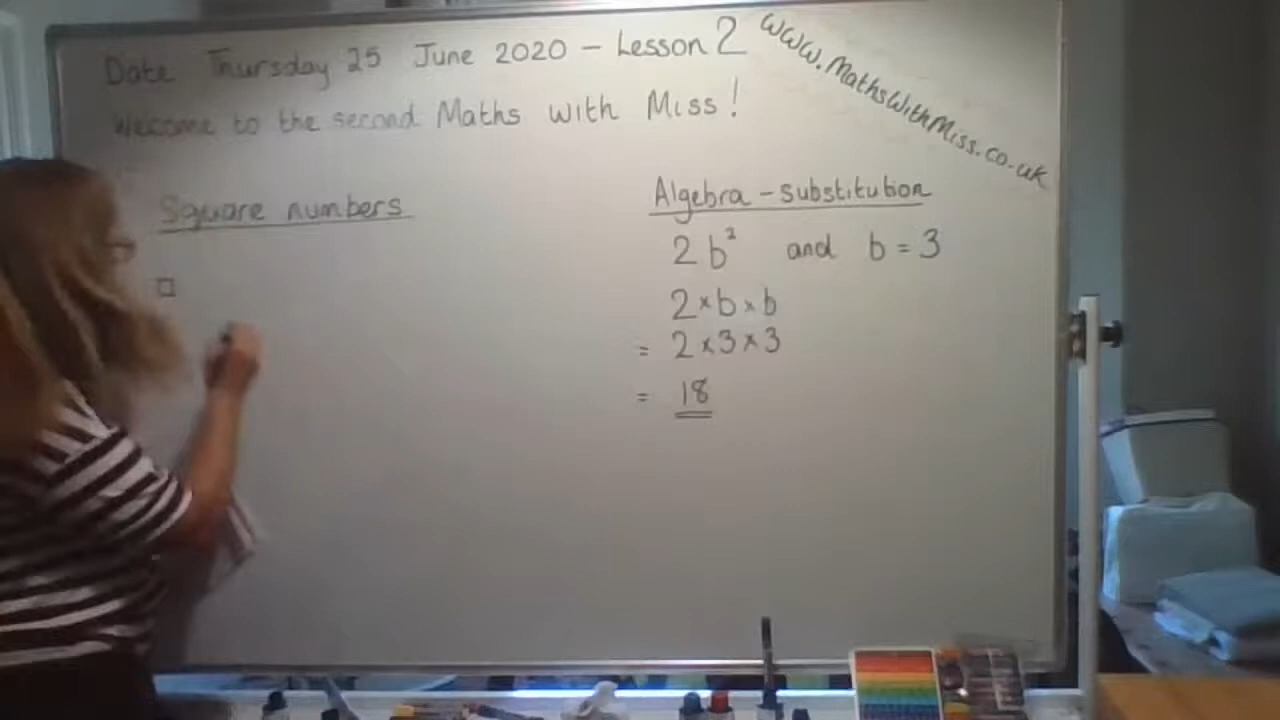 Date Thursday 25 June 2020 - Lesson 2
Wecome to the second Maths with Miss!
www.MathsWithMiss.co.uk
Square numbers
Algebra - substitution
2b² and b = 3
2 × b × b
= 2 × 3 × 3
= 18